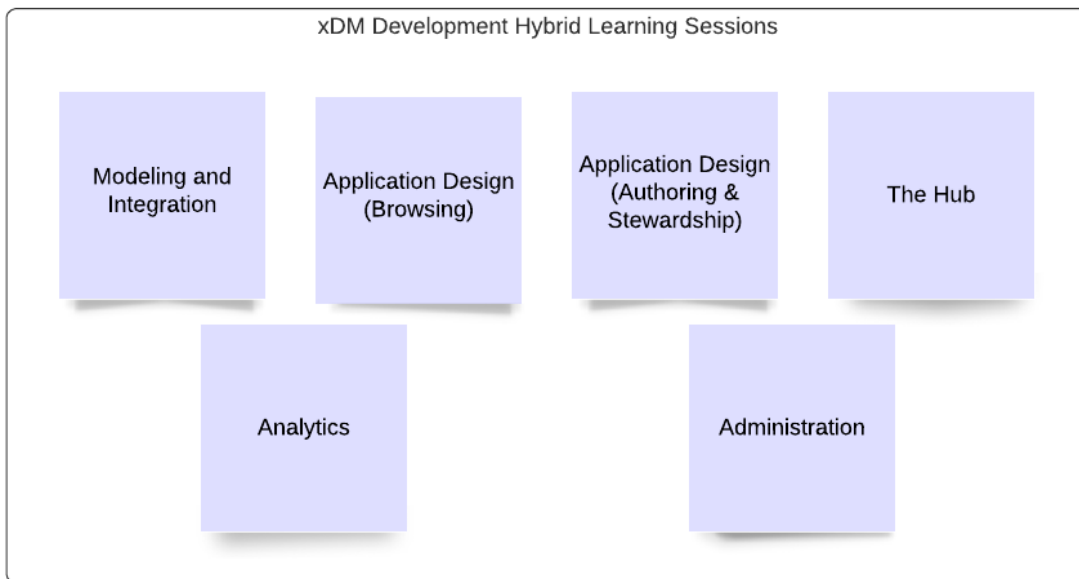 xDM Development Hybrid Learning Sessions
Modeling and
Integration
Application Design
(Browsing)
Application Design
(Authoring &
Stewardship)
The Hub
Analytics
Administration